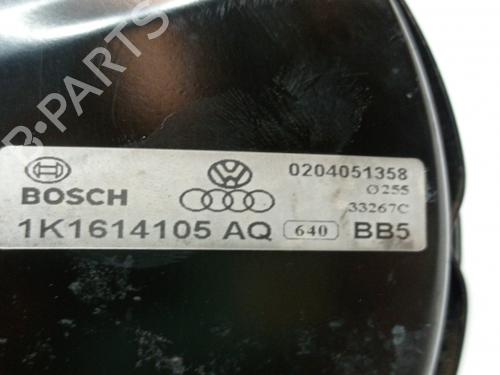 B-PARTS
BOSCH
0204051358
Ø255
33267C
1K1614105 AQ 640 BB5